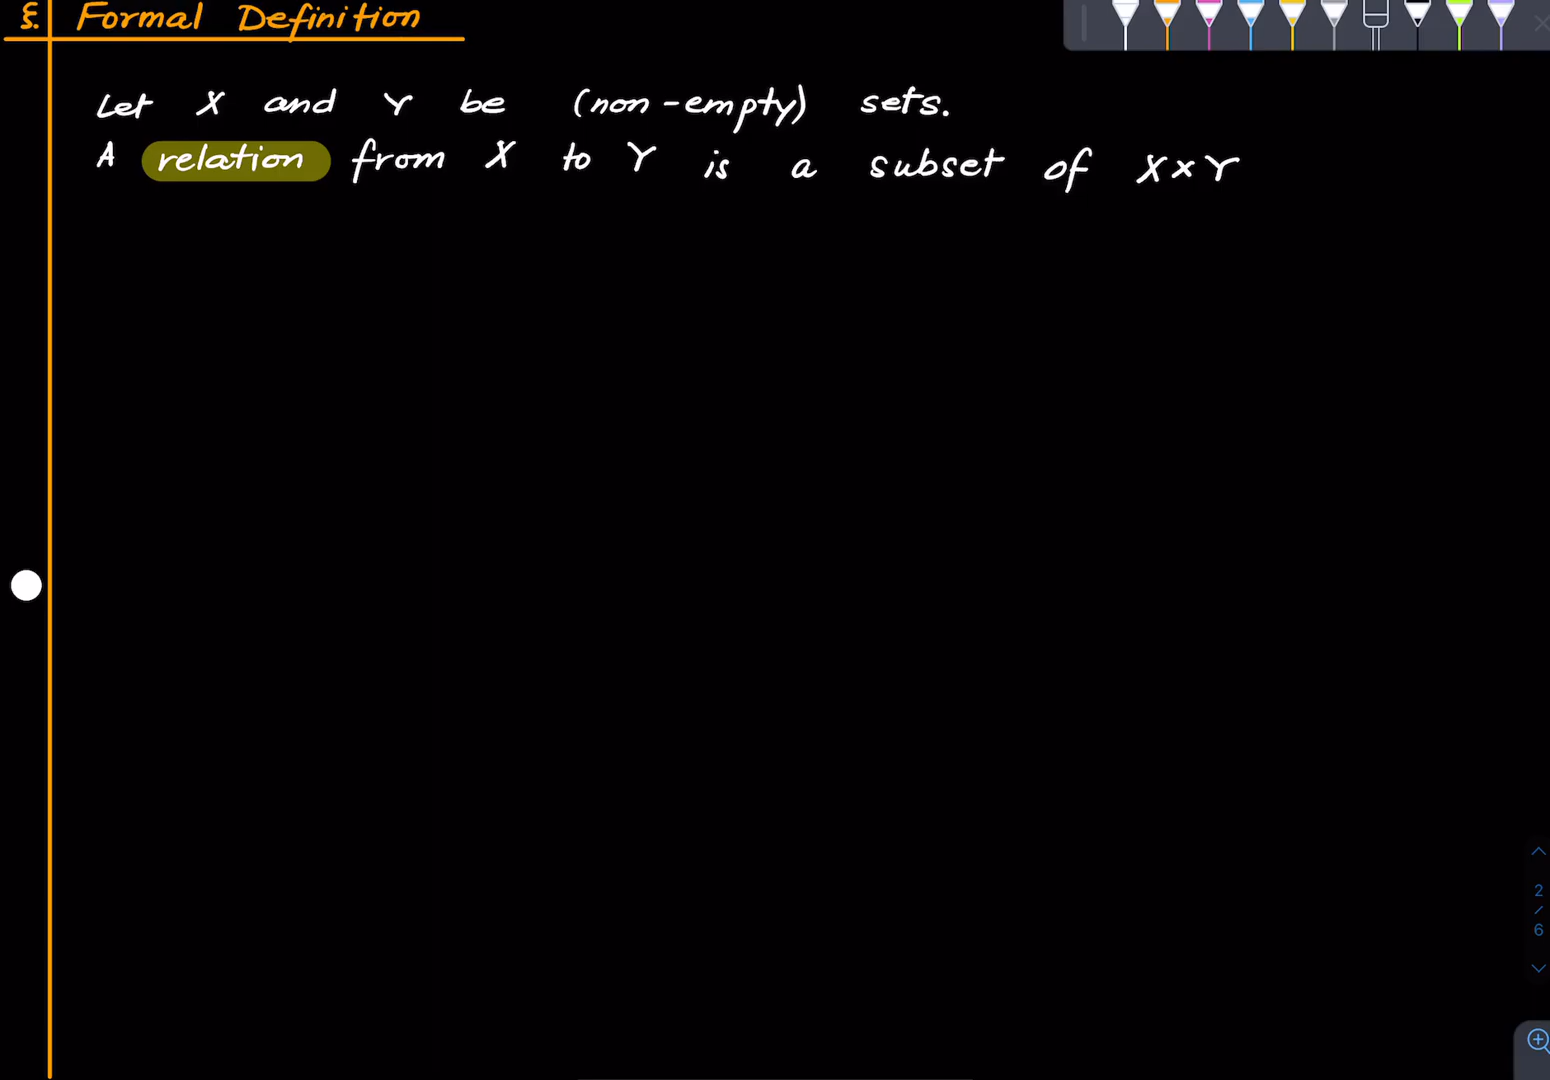 §. Formal Definition
Let X and Y be (non-empty) sets.
A relation from X to Y is a subset of X×Y
2
/
6